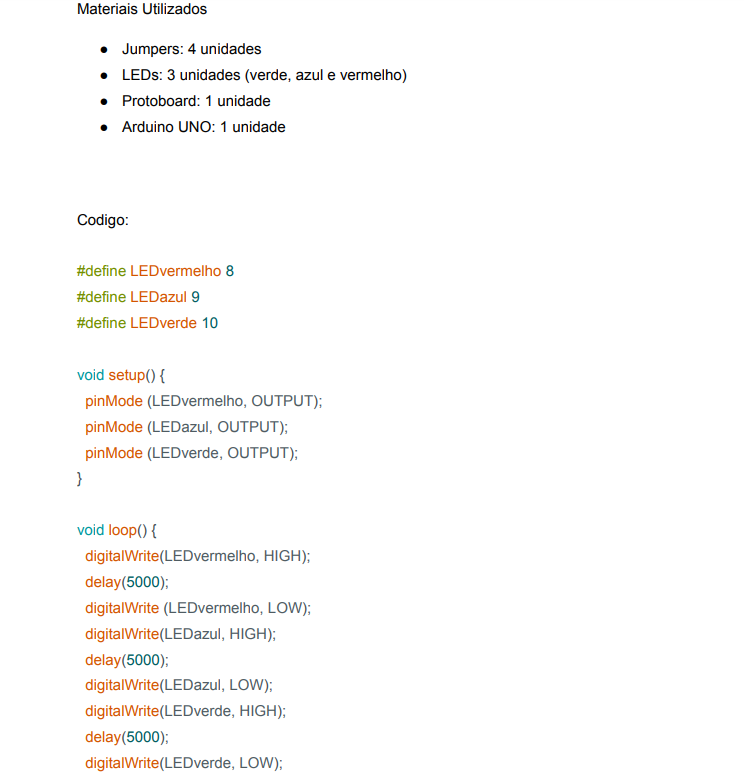 Materiais Utilizados
● Jumpers: 4 unidades
● LEDs: 3 unidades (verde, azul e vermelho)
● Protoboard: 1 unidade
● Arduino UNO: 1 unidade
Codigo:
#define LEDvermelho 8
#define LEDazul 9
#define LEDverde 10
void setup() {
pinMode (LEDvermelho, OUTPUT);
pinMode (LEDazul, OUTPUT);
pinMode (LEDverde, OUTPUT);
}
void loop() {
digitalWrite(LEDvermelho, HIGH);
delay(5000);
digitalWrite (LEDvermelho, LOW);
digitalWrite(LEDazul, HIGH);
delay(5000);
digitalWrite(LEDazul, LOW);
digitalWrite(LEDverde, HIGH);
delay(5000);
digitalWrite(LEDverde, LOW);